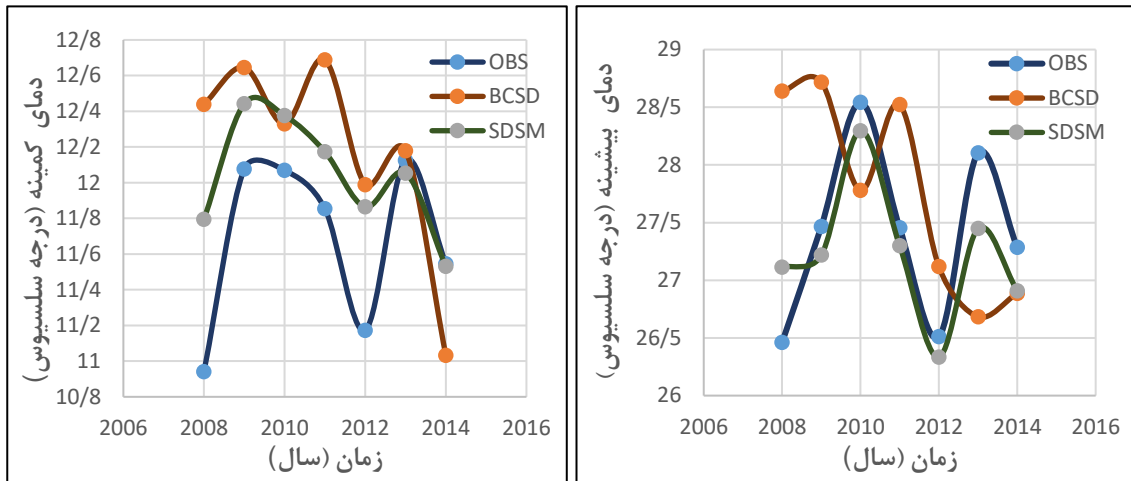 دمای کمینه (درجه سلسیوس)
12/8
12/6
12/4
12/2
12
11/8
11/6
11/4
11/2
11
10/8
OBS
BCSD
SDSM
2006 2008 2010 2012 2014 2016
زمان (سال)
دمای بیشینه (درجه سلسیوس)
29
28/5
28
27/5
27
26/5
26
OBS
BCSD
SDSM
2006 2008 2010 2012 2014 2016
زمان (سال)